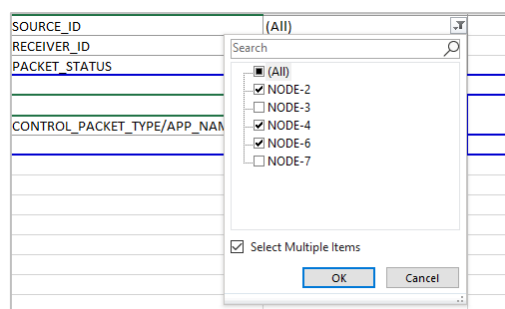 SOURCE_ID (All)
RECEIVER_ID
Search
PACKET_STATUS
(All)
NODE-2
NODE-3
CONTROL_PACKET_TYPE/APP_NAM
NODE-4
NODE-6
NODE-7
Select Multiple Items
OK Cancel